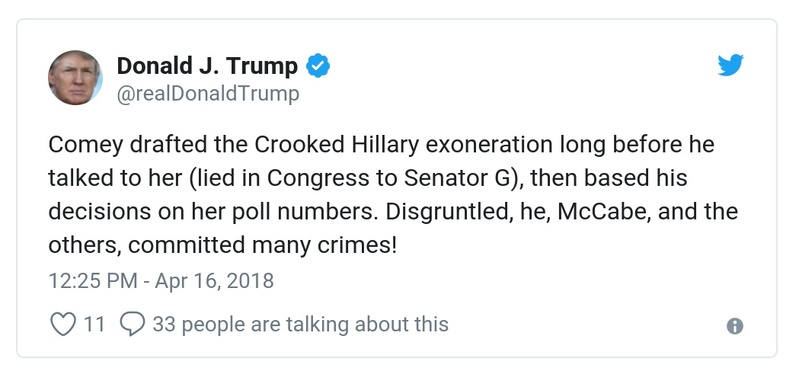 Donald J. Trump
@realDonaldTrump
Comey drafted the Crooked Hillary exoneration long before he
talked to her (lied in Congress to Senator G), then based his
decisions on her poll numbers. Disgruntled, he, McCabe, and the
others, committed many crimes!
12:25 PM - Apr 16, 2018
11 33 people are talking about this